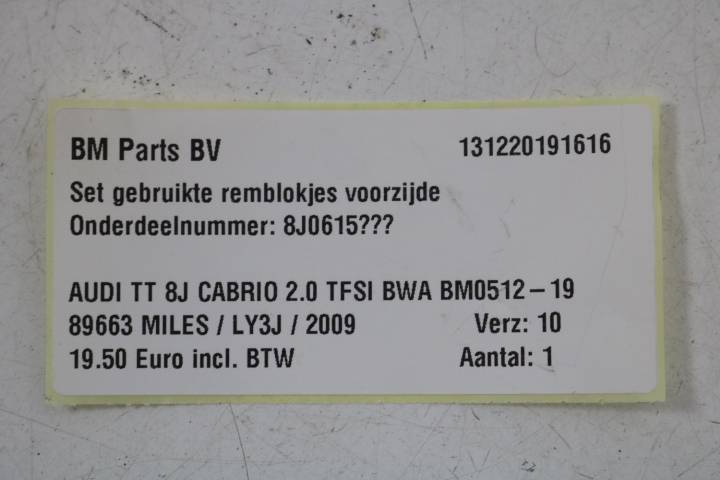 BM Parts BV 131220191616
Set gebruikte remblokjes voorzijde
Onderdeelnummer: 8J0615???
AUDI TT 8J CABRIO 2.0 TFSI BWA BM0512-19
89663 MILES / LY3J / 2009 Verz: 10
19.50 Euro incl. BTW Aantal: 1